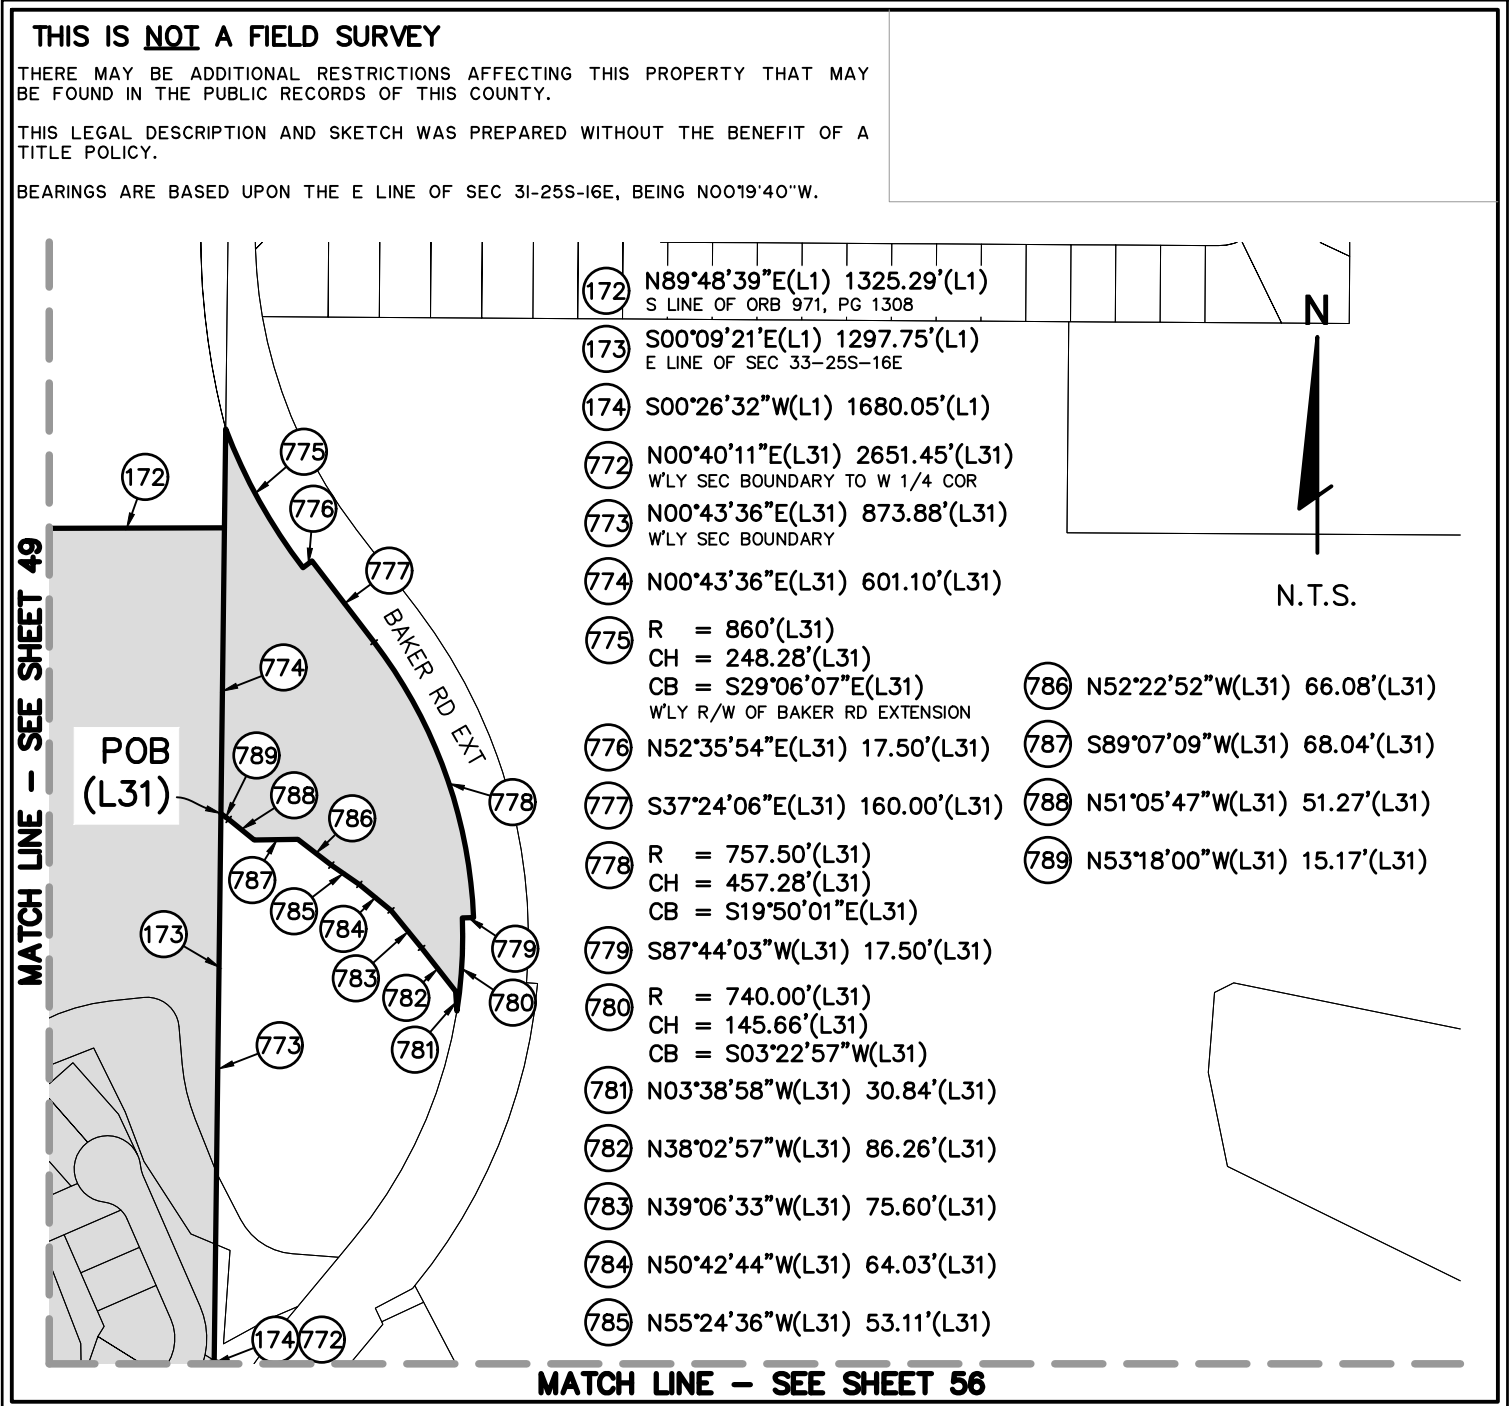 THIS IS NOT A FIELD SURVEY
THERE MAY BE ADDITIONAL RESTRICTIONS AFFECTING THIS PROPERTY THAT MAY
BE FOUND IN THE PUBLIC RECORDS OF THIS COUNTY.
THIS LEGAL DESCRIPTION AND SKETCH WAS PREPARED WITHOUT THE BENEFIT OF A
TITLE POLICY.
BEARINGS ARE BASED UPON THE E LINE OF SEC 31-25S-16E, BEING N00°19'40"W.
172 N89°48'39"E(L1) 1325.29'(L1)
S LINE OF ORB 971, PG 1308
173 S00°09'21'E(L1) 1297.75'(L1)
E LINE OF SEC 33-25S-16E
174 S00°26'32"W(L1) 1680.05'(L1)
772 N00°40'11"E(L31) 2651.45'(L31)
W'LY SEC BOUNDARY TO W 1/4 COR
773 N00°43'36"E(L31) 873.88'(L31)
W'LY SEC BOUNDARY
774 N00°43'36"E(L31) 601.10'(L31)
775 R = 860'(L31)
CH = 248.28'(L31)
CB = S29°06'07"E(L31)
W'LY R/W OF BAKER RD EXTENSION
776 N52°35'54"E(L31) 17.50'(L31)
777 S37°24'06"E(L31) 160.00'(L31)
778 R = 757.50'(L31)
CH = 457.28'(L31)
CB = S19°50'01"E(L31)
779 S87°44'03"W(L31) 17.50'(L31)
780 R = 740.00'(L31)
CH = 145.66'(L31)
CB = S03°22'57"W(L31)
781 N03°38'58"W(L31) 30.84'(L31)
782 N38°02'57"W(L31) 86.26'(L31)
783 N39°06'33"W(L31) 75.60'(L31)
784 N50°42'44"W(L31) 64.03'(L31)
785 N55°24'36"W(L31) 53.11'(L31)
786 N52°22'52"W(L31) 66.08'(L31)
787 S89°07'09"W(L31) 68.04'(L31)
788 N51°05'47"W(L31) 51.27'(L31)
789 N53°18'00"W(L31) 15.17'(L31)
N
N.T.S.
775
172
776
777
BAKER RD EXT
774
POB
(L31)
789
788
786
778
787
785
784
173
779
783
782
780
773
781
174
772
MATCH LINE - SEE SHEET 49
MATCH LINE - SEE SHEET 56